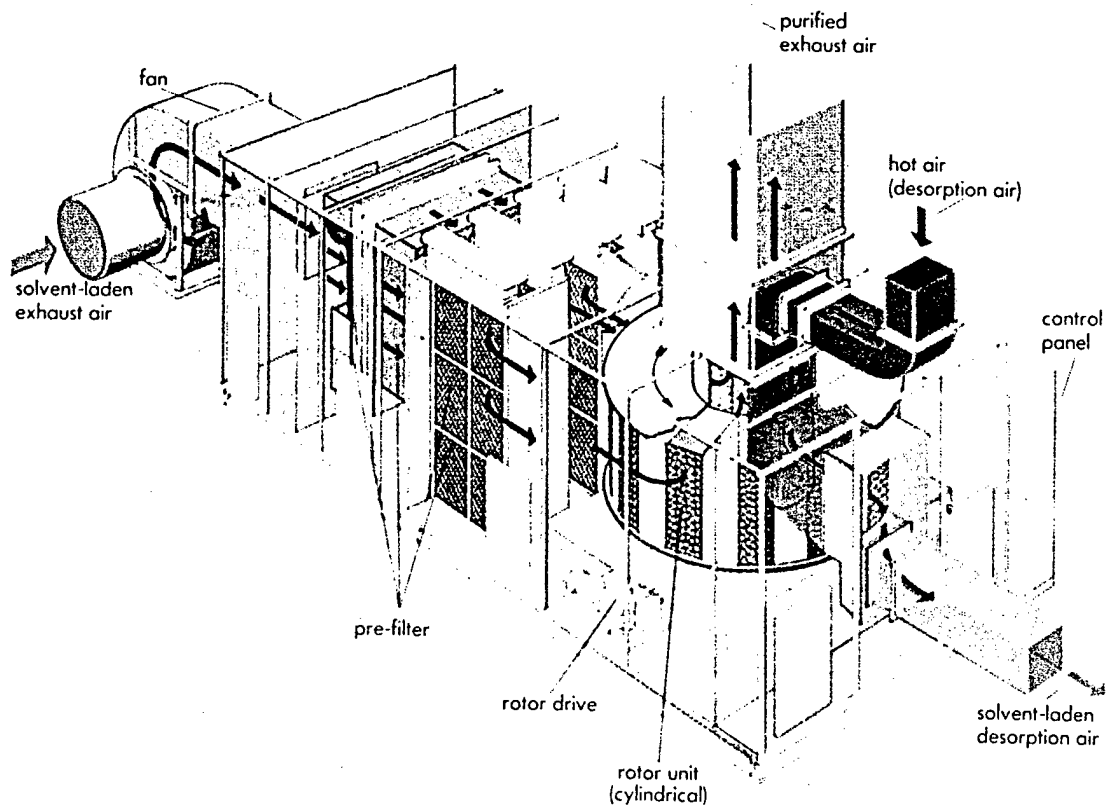 purified
exhaust air
fan
hot air
(desorption air)
solvent-laden
exhaust air
control
panel
pre-filter
rotor drive
solvent-laden
desorption air
rotor unit
(cylindrical)